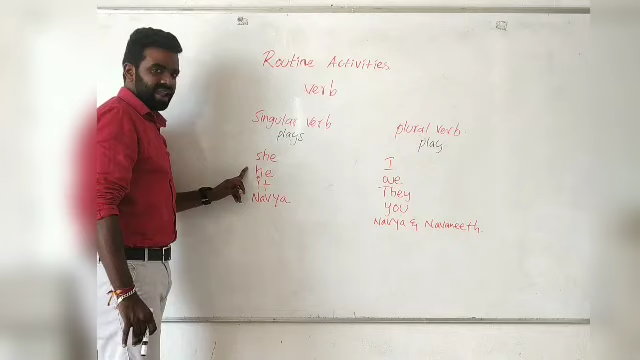 Routine Activities
Verb
Singular Verb
plays
she
he
it
Navya
plural verb
play
I
we
They
YOU
Navya & Navaneeth.